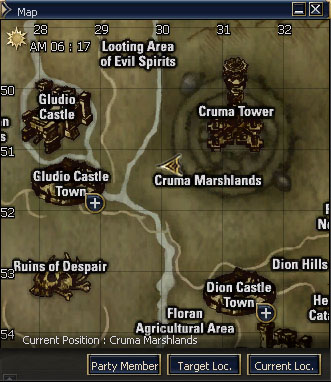 Map
28 29 30 31 32
AM 06 : 17
Looting Area
of Evil Spirits
50
Gludio
Castle
Cruma Tower
51
Gludio Castle
Town
Cruma Marshlands
52
53
Ruins of Despair
Dion Hills
Dion Castle
Town
Floran
Agricultural Area
54
Current Position : Cruma Marshlands
Party Member
Target Loc.
Current Loc.